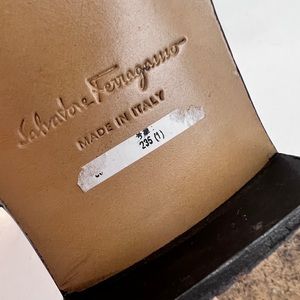 Salvatore Ferragamo
MADE IN ITALY
235 (1)